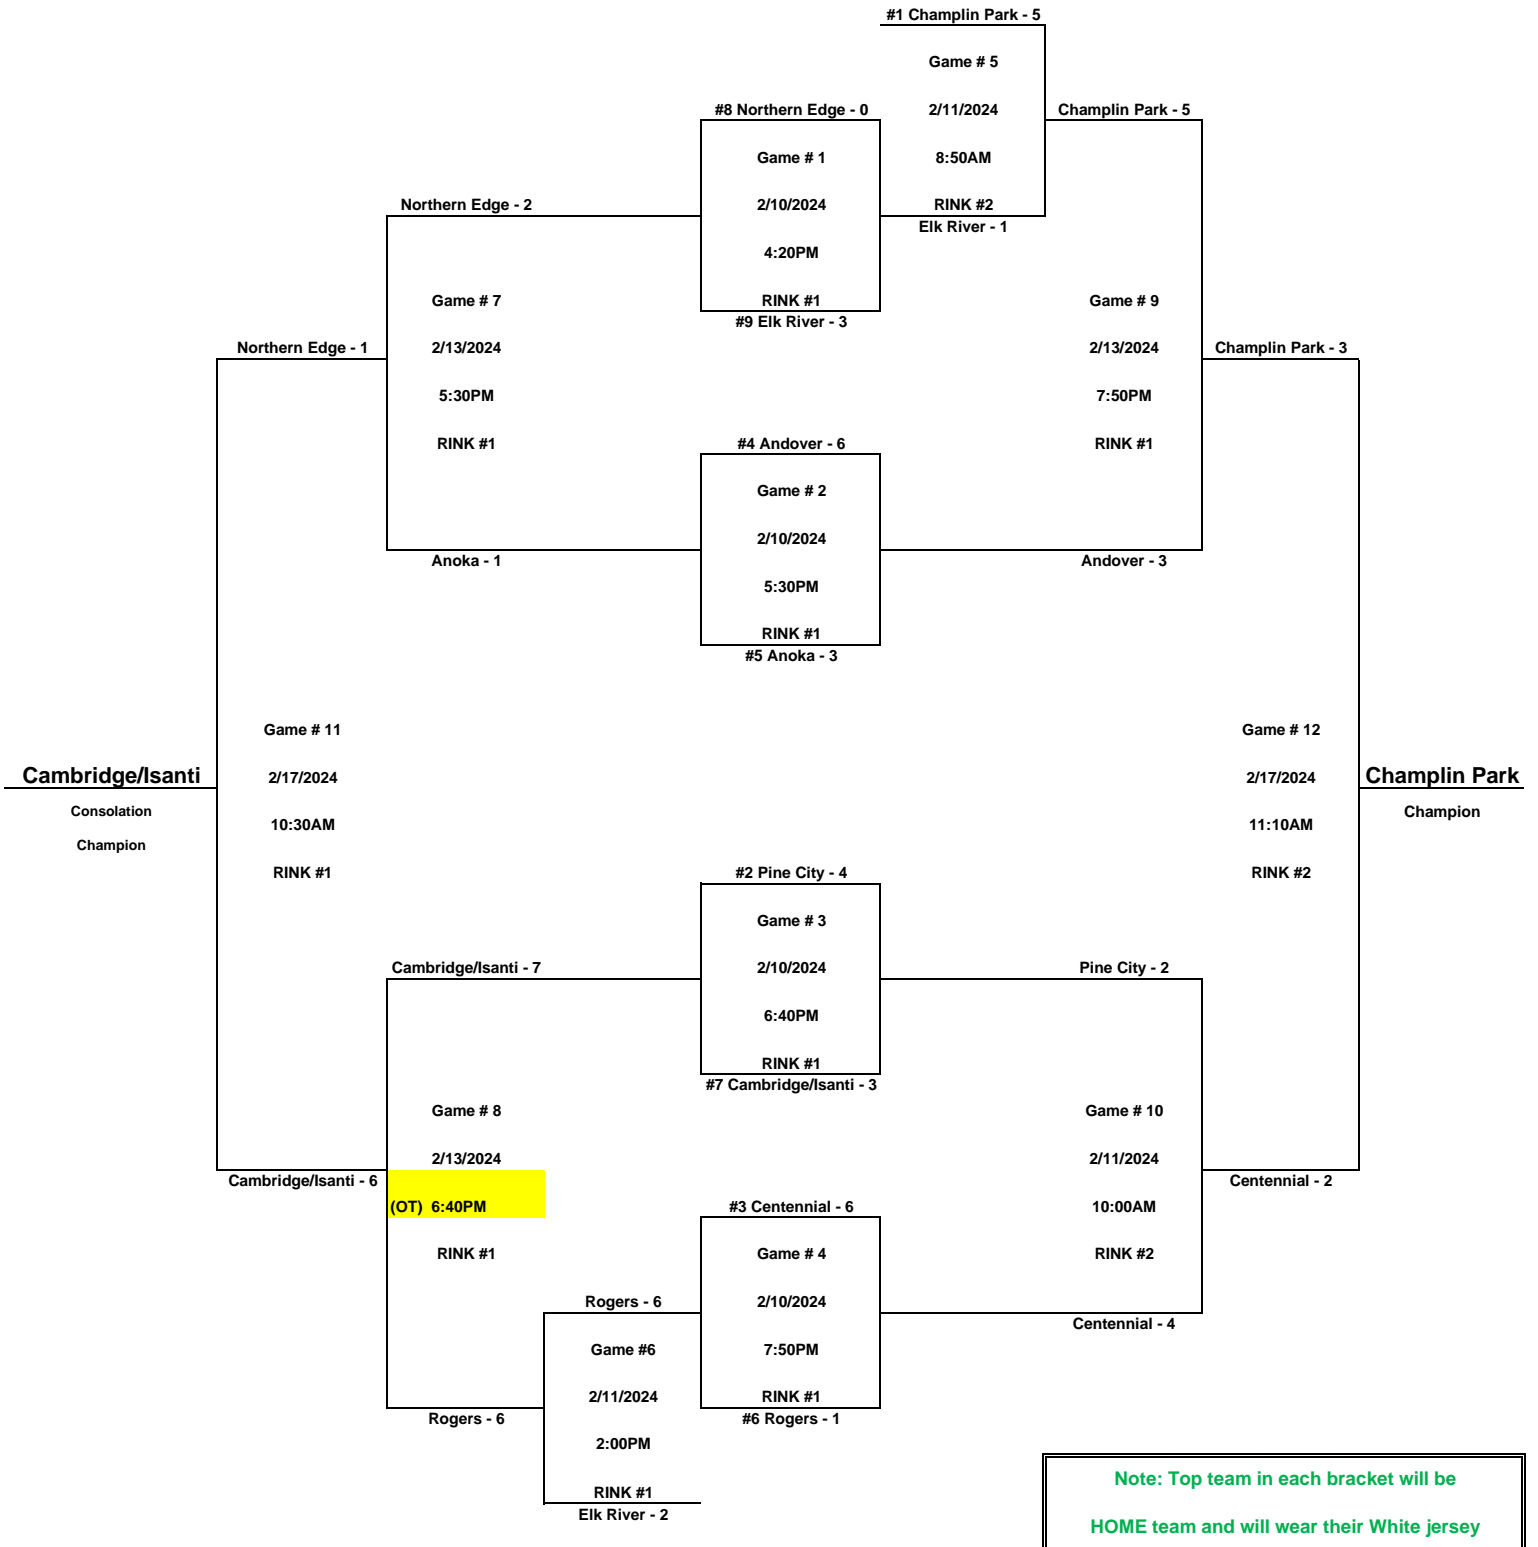 #1 Champlin Park - 5
Game # 5
#8 Northern Edge - 0
2/11/2024
Champlin Park - 5
Game # 1
8:50AM
Northern Edge - 2
2/10/2024
RINK #2
Elk River - 1
4:20PM
Game # 7
RINK #1
Game # 9
#9 Elk River - 3
Northern Edge - 1
2/13/2024
2/13/2024
Champlin Park - 3
5:30PM
7:50PM
RINK #1
#4 Andover - 6
RINK #1
Game # 2
2/10/2024
Anoka - 1
Andover - 3
5:30PM
RINK #1
#5 Anoka - 3
Game # 11
Game # 12
Cambridge/Isanti
2/17/2024
2/17/2024
Champlin Park
Consolation
10:30AM
11:10AM
Champion
Champion
RINK #1
#2 Pine City - 4
RINK #2
Game # 3
Cambridge/Isanti - 7
2/10/2024
Pine City - 2
6:40PM
RINK #1
#7 Cambridge/Isanti - 3
Game # 8
Game # 10
2/13/2024
2/11/2024
Cambridge/Isanti - 6
Centennial - 2
(OT) 6:40PM
#3 Centennial - 6
10:00AM
RINK #1
Game # 4
RINK #2
Rogers - 6
2/10/2024
Centennial - 4
Game #6
7:50PM
2/11/2024
RINK #1
Rogers - 6
#6 Rogers - 1
2:00PM
RINK #1
Elk River - 2
Note: Top team in each bracket will be
HOME team and will wear their White jersey